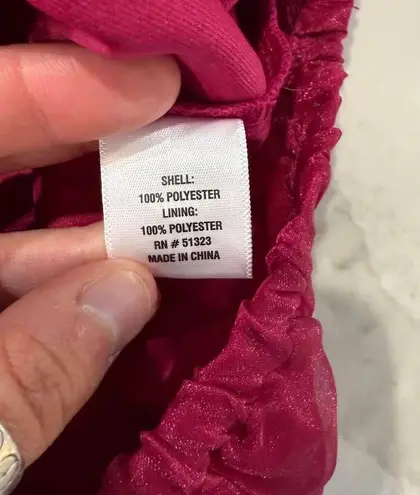 SHELL:
100% POLYESTER
LINING:
100% POLYESTER
RN # 51323
MADE IN CHINA